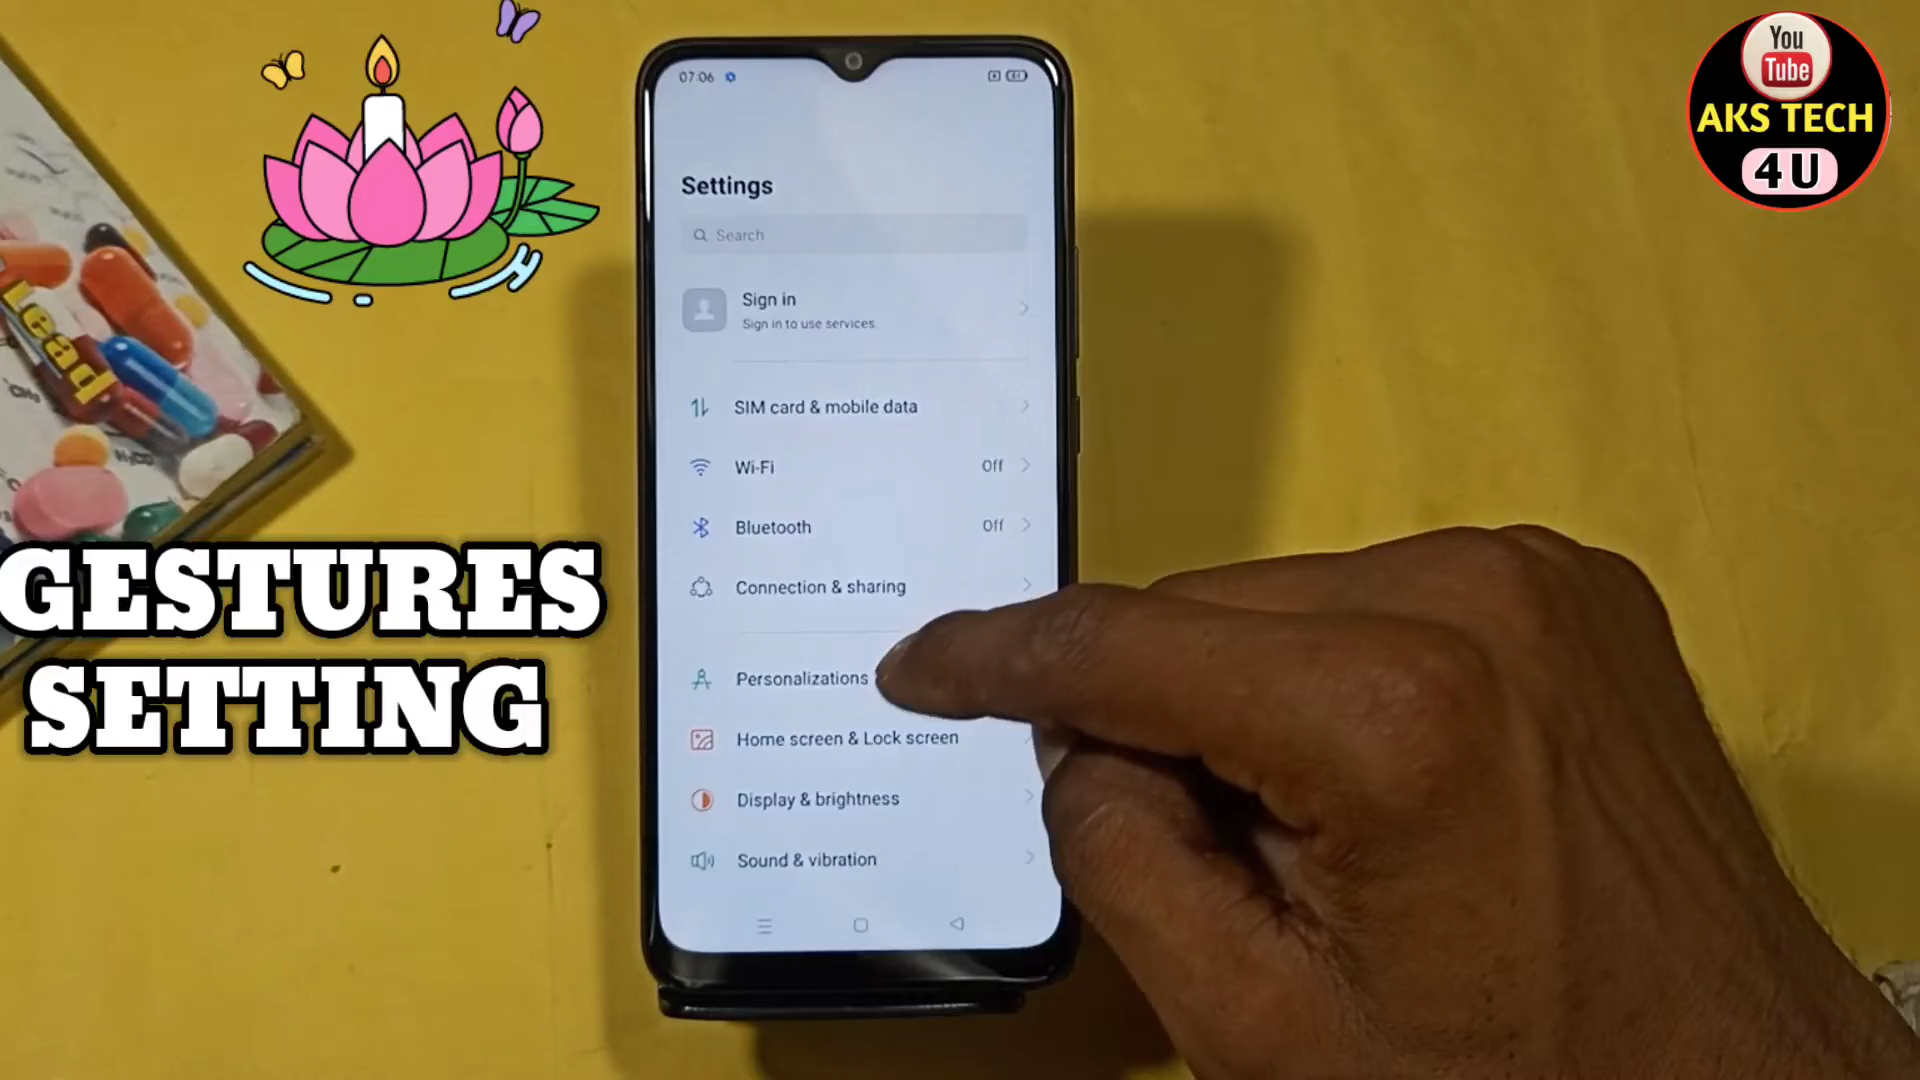 You
Tube
AKS TECH
4U
07:06
Settings
Search
Sign in
Sign in to use services.
SIM card & mobile data
Wi-Fi
Off
Bluetooth
Off
Connection & sharing
Personalizations
Home screen & Lock screen
Display & brightness
Sound & vibration
GESTURES
SETTING
Legend
H₃CO